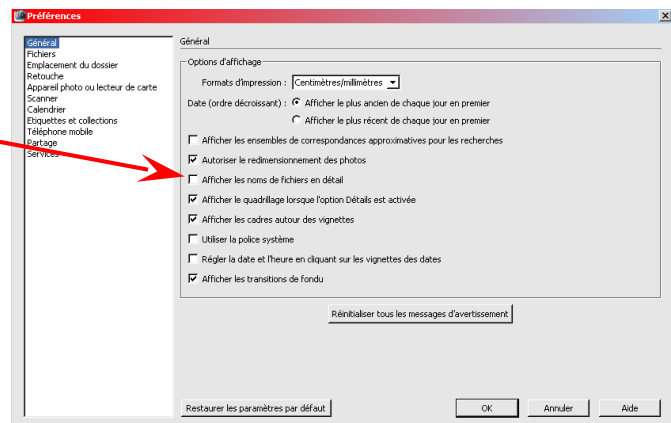 Préférences
Général
Fichiers
Emplacement du dossier
Retouche
Appareil photo ou lecteur de carte
Scanner
Calendrier
Etiquettes et collections
Téléphone mobile
Partage
Services
Général
Options d'affichage
Formats d'impression : Centimètres/millimètres
Date (ordre décroissant) : Afficher le plus ancien de chaque jour en premier
Afficher le plus récent de chaque jour en premier
Afficher les ensembles de correspondances approximatives pour les recherches
Autoriser le redimensionnement des photos
Afficher les noms de fichiers en détail
Afficher le quadrillage lorsque l'option Détails est activée
Afficher les cadres autour des vignettes
Utiliser la police système
Régler la date et l'heure en cliquant sur les vignettes des dates
Afficher les transitions de fondu
Réinitialiser tous les messages d'avertissement
Restaurer les paramètres par défaut
OK
Annuler
Aide